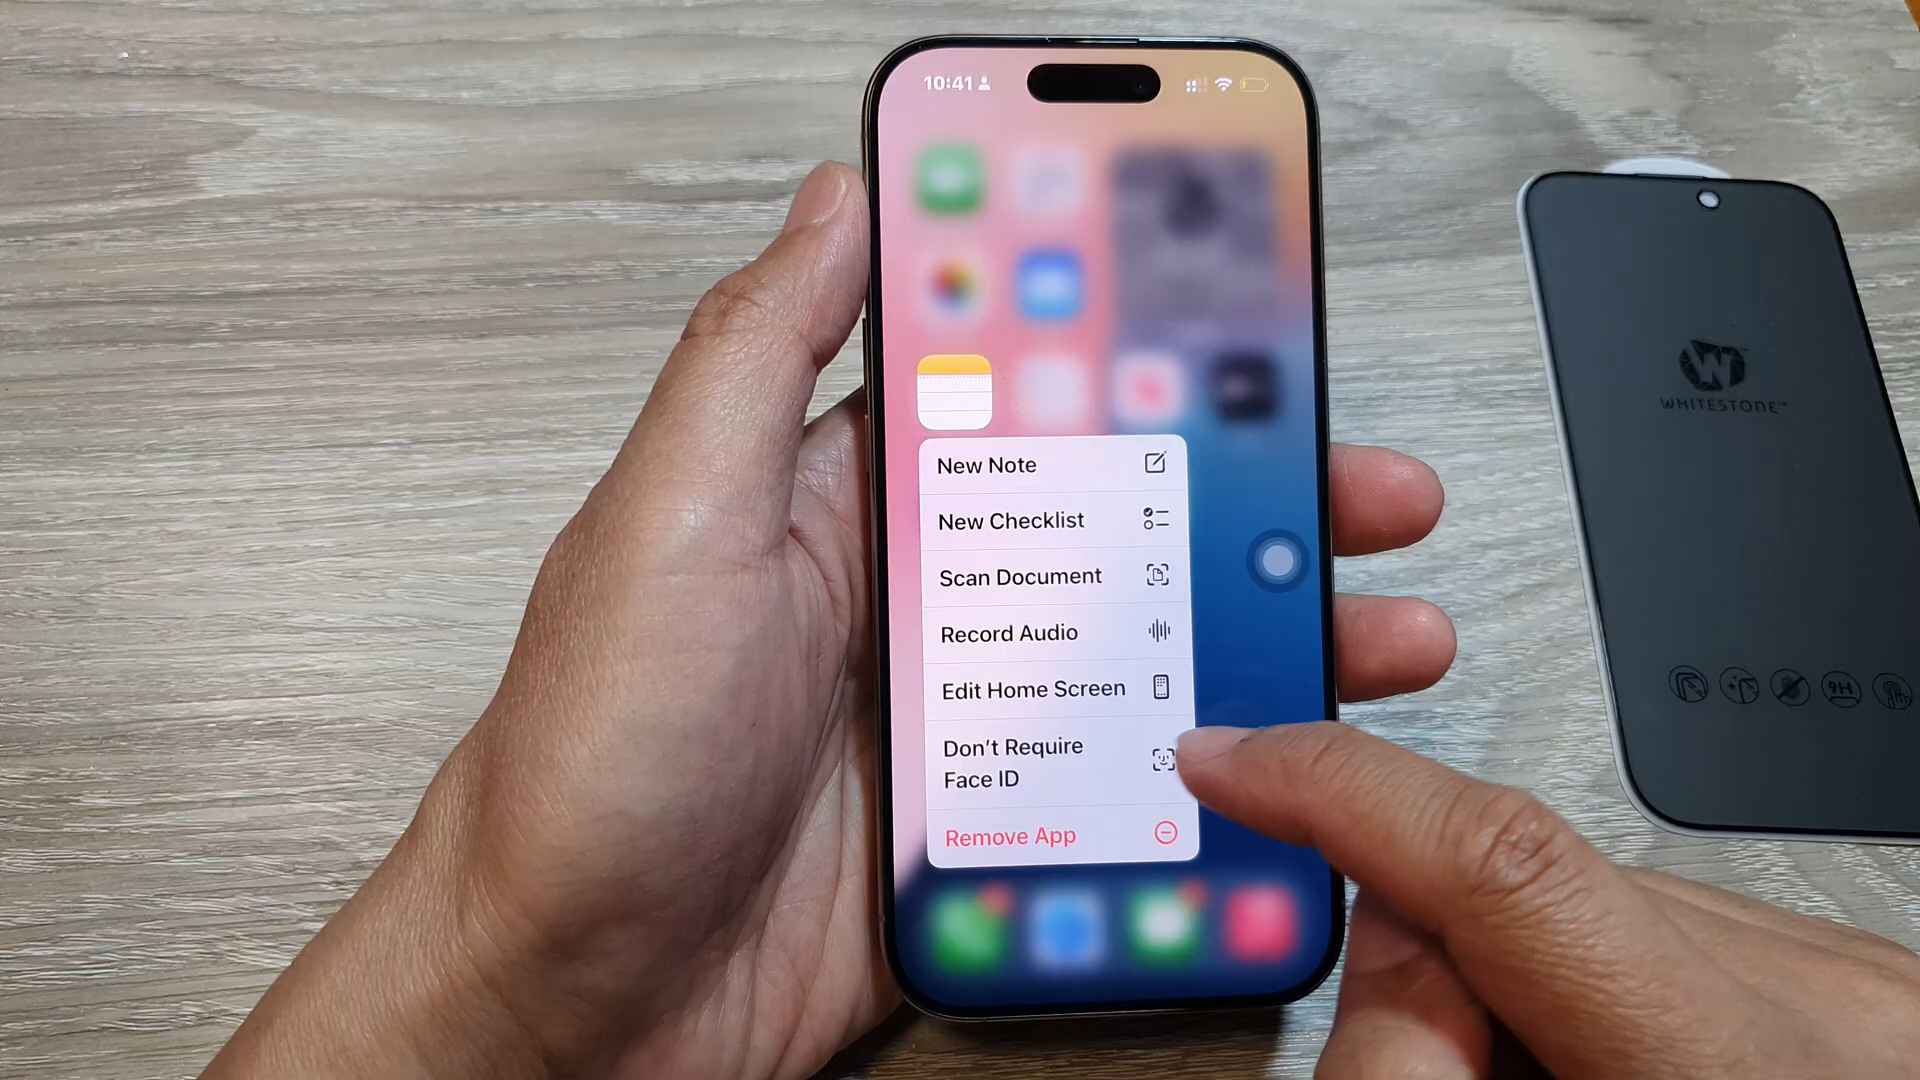 10:41
New Note
New Checklist
Scan Document
Record Audio
Edit Home Screen
Don't Require
Face ID
Remove App
WHITESTONE™
9H